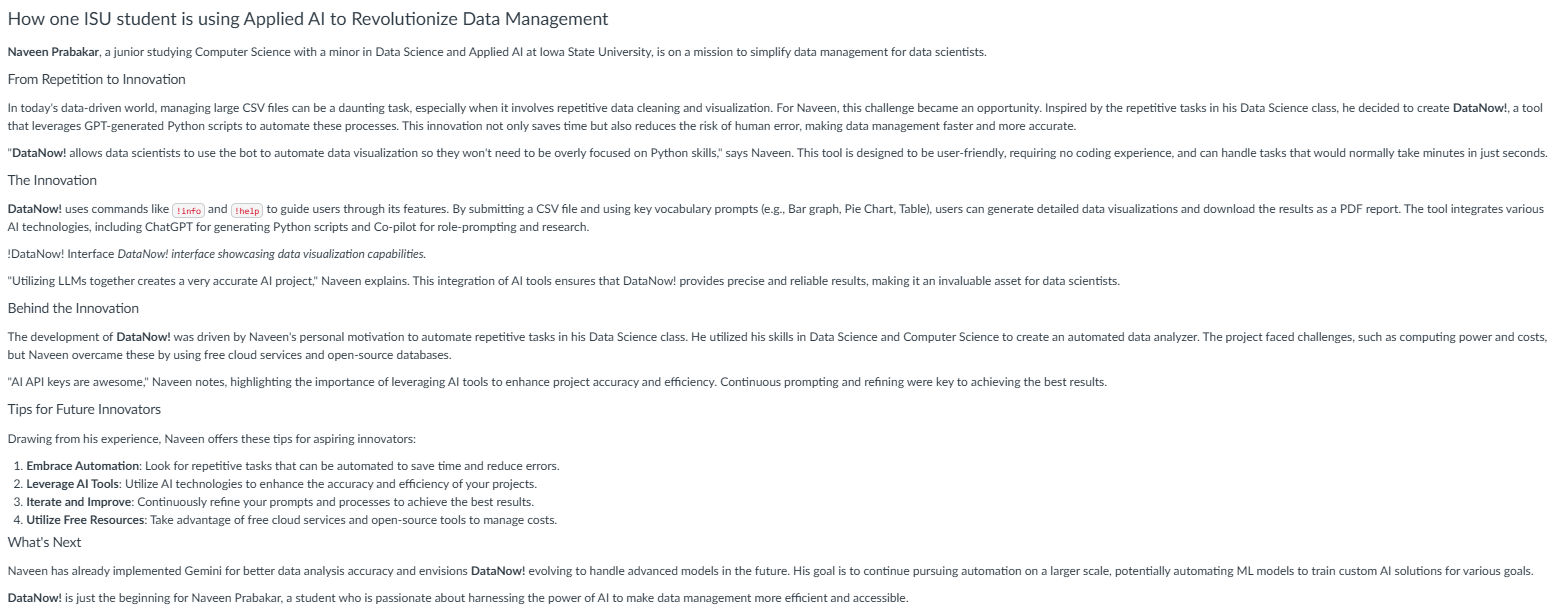 How one ISU student is using Applied AI to Revolutionize Data Management
Naveen Prabakar, a junior studying Computer Science with a minor in Data Science and Applied AI at Iowa State University, is on a mission to simplify data management for data scientists.
From Repetition to Innovation
In today's data-driven world, managing large CSV files can be a daunting task, especially when it involves repetitive data cleaning and visualization. For Naveen, this challenge became an opportunity. Inspired by the repetitive tasks in his Data Science class, he decided to create DataNow!, a tool
that leverages GPT-generated Python scripts to automate these processes. This innovation not only saves time but also reduces the risk of human error, making data management faster and more accurate.
"DataNow! allows data scientists to use the bot to automate data visualization so they won't need to be overly focused on Python skills," says Naveen. This tool is designed to be user-friendly, requiring no coding experience, and can handle tasks that would normally take minutes in just seconds.
The Innovation
DataNow! uses commands like !info and !help to guide users through its features. By submitting a CSV file and using key vocabulary prompts (e.g., Bar graph, Pie Chart, Table), users can generate detailed data visualizations and download the results as a PDF report. The tool integrates various
AI technologies, including ChatGPT for generating Python scripts and Co-pilot for role-prompting and research.
!DataNow! Interface DataNow! interface showcasing data visualization capabilities.
"Utilizing LLMs together creates a very accurate AI project," Naveen explains. This integration of AI tools ensures that DataNow! provides precise and reliable results, making it an invaluable asset for data scientists.
Behind the Innovation
The development of DataNow! was driven by Naveen's personal motivation to automate repetitive tasks in his Data Science class. He utilized his skills in Data Science and Computer Science to create an automated data analyzer. The project faced challenges, such as computing power and costs,
but Naveen overcame these by using free cloud services and open-source databases.
"AI API keys are awesome," Naveen notes, highlighting the importance of leveraging AI tools to enhance project accuracy and efficiency. Continuous prompting and refining were key to achieving the best results.
Tips for Future Innovators
Drawing from his experience, Naveen offers these tips for aspiring innovators:
1. Embrace Automation: Look for repetitive tasks that can be automated to save time and reduce errors.
2. Leverage AI Tools: Utilize AI technologies to enhance the accuracy and efficiency of your projects.
3. Iterate and Improve: Continuously refine your prompts and processes to achieve the best results.
4. Utilize Free Resources: Take advantage of free cloud services and open-source tools to manage costs.
What's Next
Naveen has already implemented Gemini for better data analysis accuracy and envisions DataNow! evolving to handle advanced models in the future. His goal is to continue pursuing automation on a larger scale, potentially automating ML models to train custom AI solutions for various goals.
DataNow! is just the beginning for Naveen Prabakar, a student who is passionate about harnessing the power of AI to make data management more efficient and accessible.